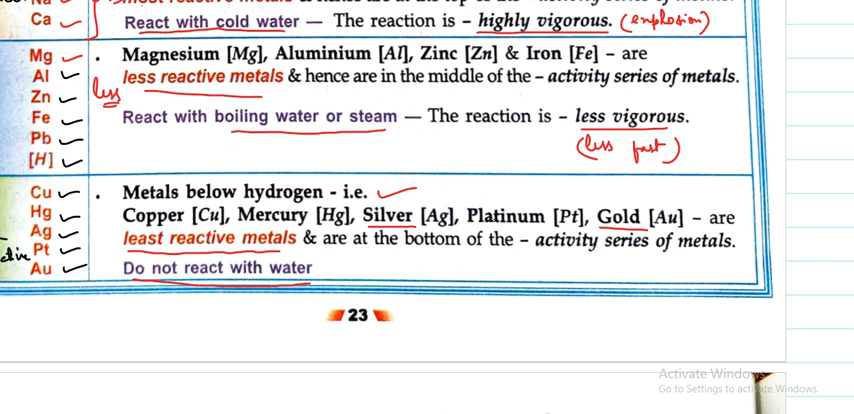 Ca
React with cold water — The reaction is - highly vigorous. (explosion)
Mg • Magnesium [Mg], Aluminium [Al], Zinc [Zn] & Iron [Fe] – are
Al less reactive metals & hence are in the middle of the – activity series of metals.
Zn less
Fe React with boiling water or steam — The reaction is – less vigorous.
Pb (less fast)
[H]
Cu • Metals below hydrogen - i.e.
Hg Copper [Cu], Mercury [Hg], Silver [Ag], Platinum [Pt], Gold [Au] – are
Ag least reactive metals & are at the bottom of the – activity series of metals.
Pt
Au Do not react with water
23
Activate Windows
Go to Settings to activate Windows.